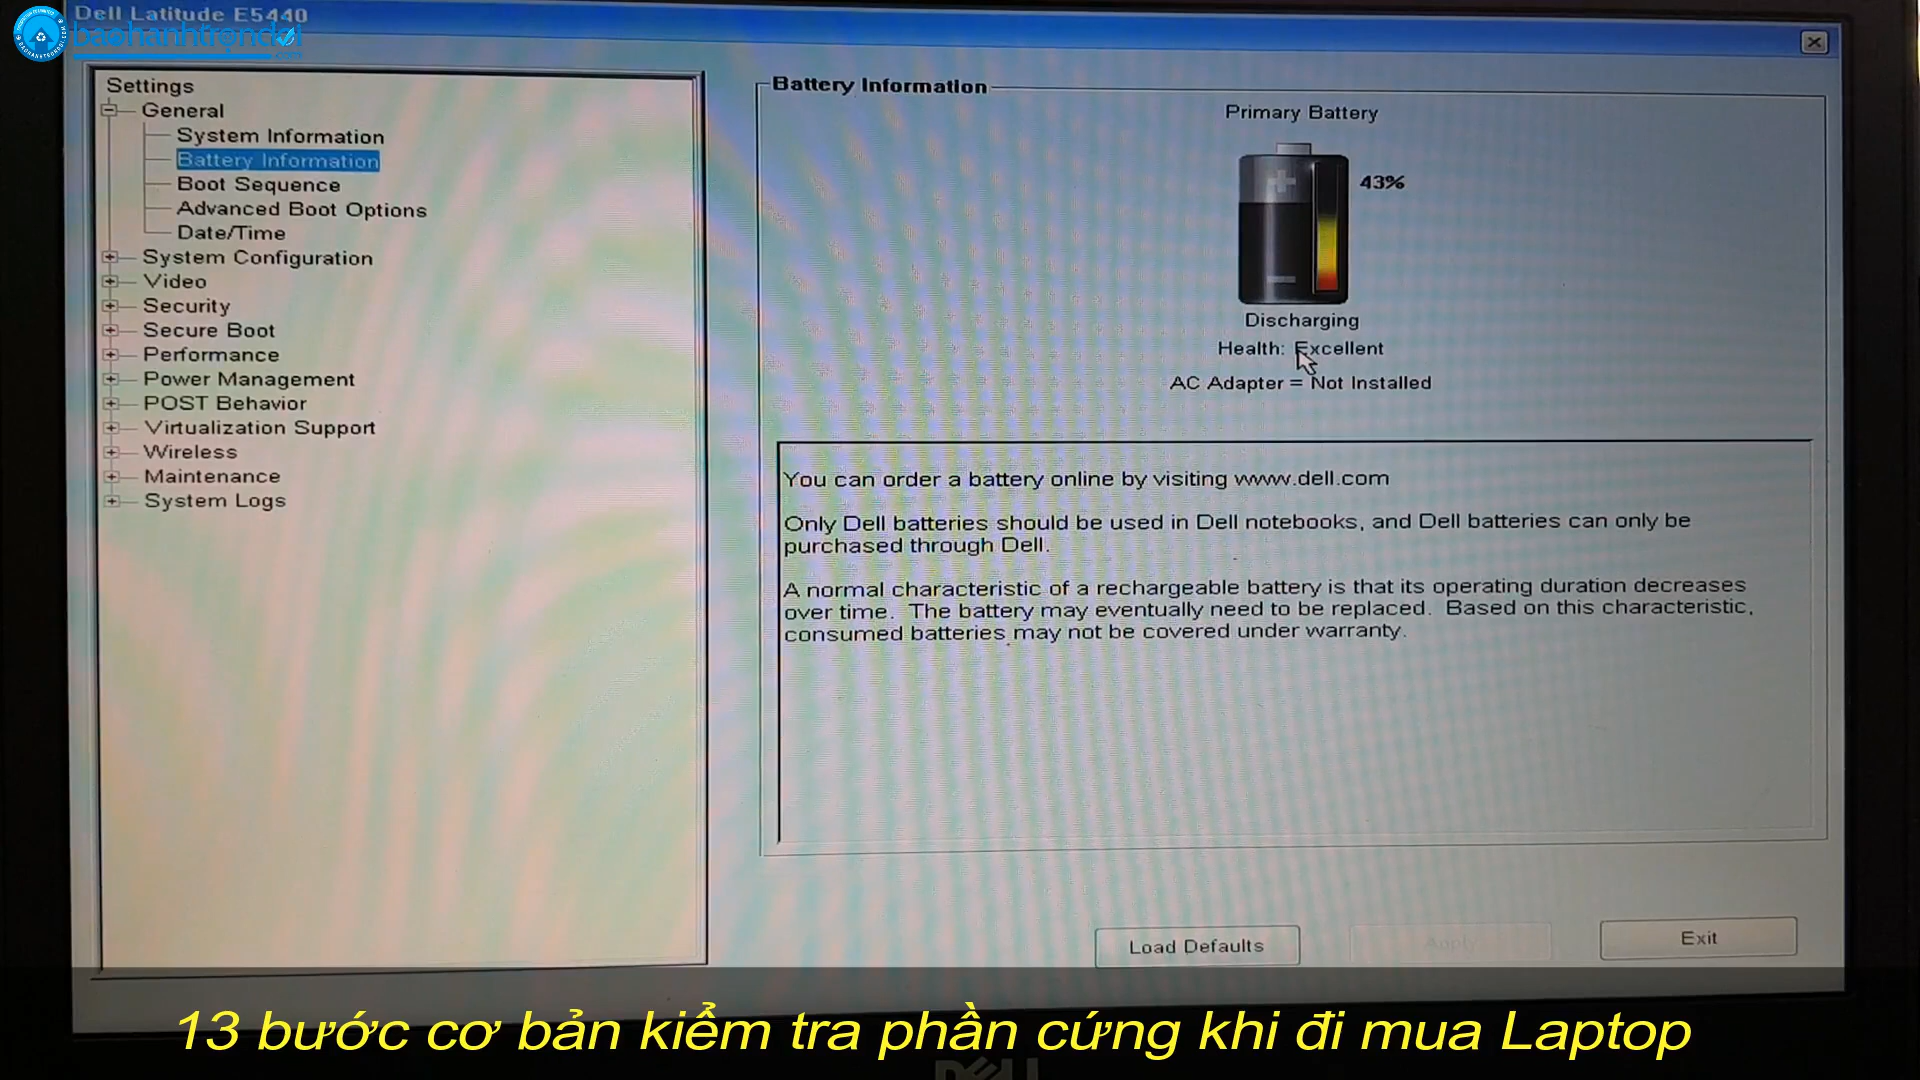 Dell Latitude E5440
baohanhtrondoi
.com
Settings
General
System Information
Battery Information
Boot Sequence
Advanced Boot Options
Date/Time
System Configuration
Video
Security
Secure Boot
Performance
Power Management
POST Behavior
Virtualization Support
Wireless
Maintenance
System Logs
Battery Information
Primary Battery
43%
Discharging
Health: Excellent
AC Adapter = Not Installed
You can order a battery online by visiting www.dell.com
Only Dell batteries should be used in Dell notebooks, and Dell batteries can only be
purchased through Dell.
A normal characteristic of a rechargeable battery is that its operating duration decreases
over time. The battery may eventually need to be replaced. Based on this characteristic,
consumed batteries may not be covered under warranty.
Load Defaults
Apply
Exit
13 bước cơ bản kiểm tra phần cứng khi đi mua Laptop
DELL